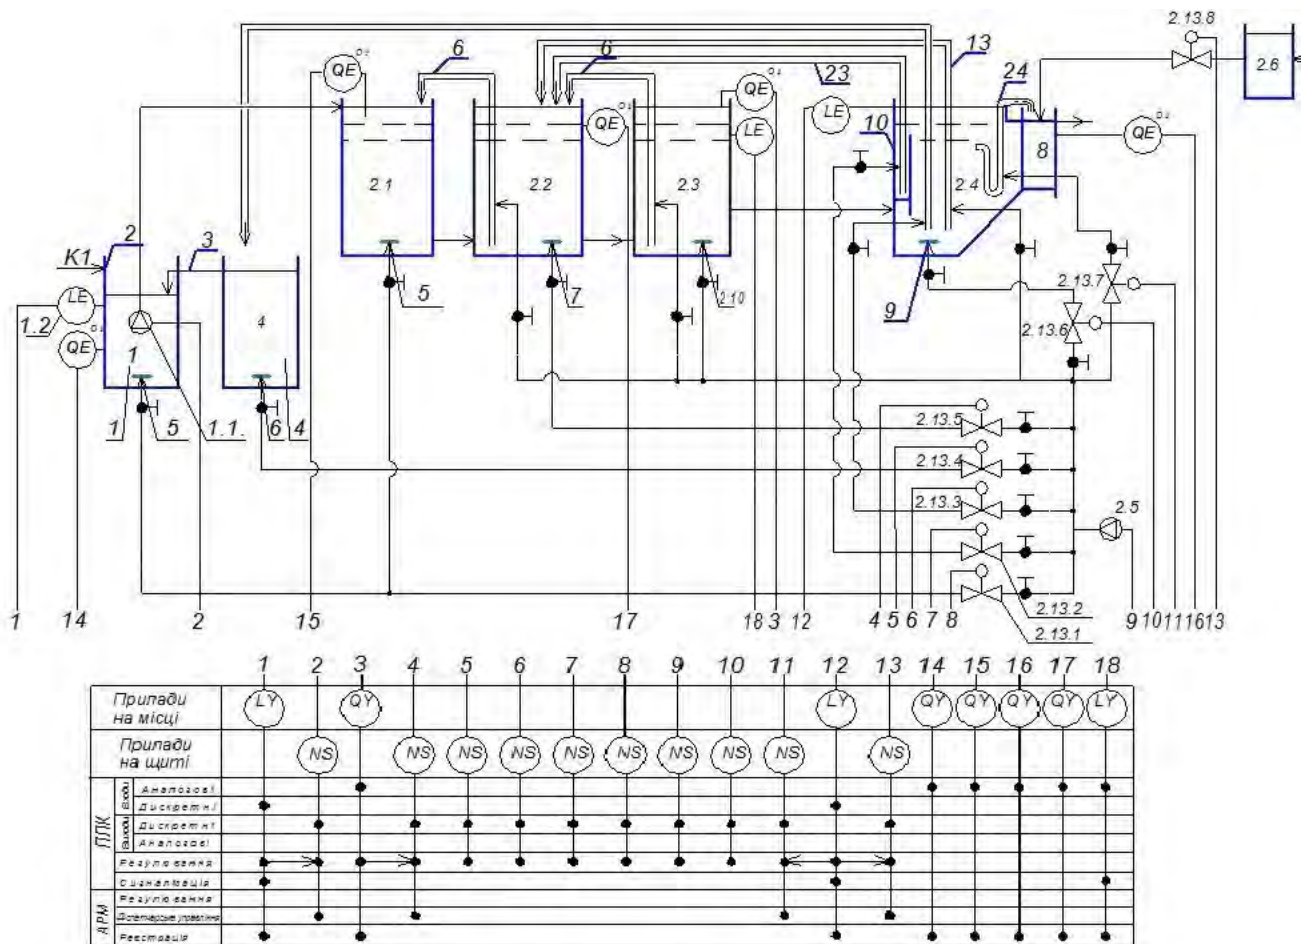 2.13.8
6
6
13
O₂
QE
23
24
2.6
QE
LE
QE
LE
10
QE
8
2.1
2.2
2.3
2.4
2
3
K1
LE
1.2
QE
4
1
5
7
2.10
9
2.13.7
2.13.6
1
5
1.1.
6
4
2.13.5
2.13.4
2.13.3
2.5
2.13.2
2.13.1
1
14
2
15
17
18
3
12
4
5
6
7
8
9
10
11
16
13
1 2 3 4 5 6 7 8 9 10 11 12 13 14 15 16 17 18
Прилади
на місці
LY QY LY QY QY QY QY LY
Прилади
на щиті
NS NS NS NS NS NS NS NS NS NS
ПЛК
Входи
Аналогові
Дискретні
Виходи
Дискретні
Аналогові
Регулювання
Сигналізація
АРМ
Регулювання
Диспетчерське управління
Реєстрація